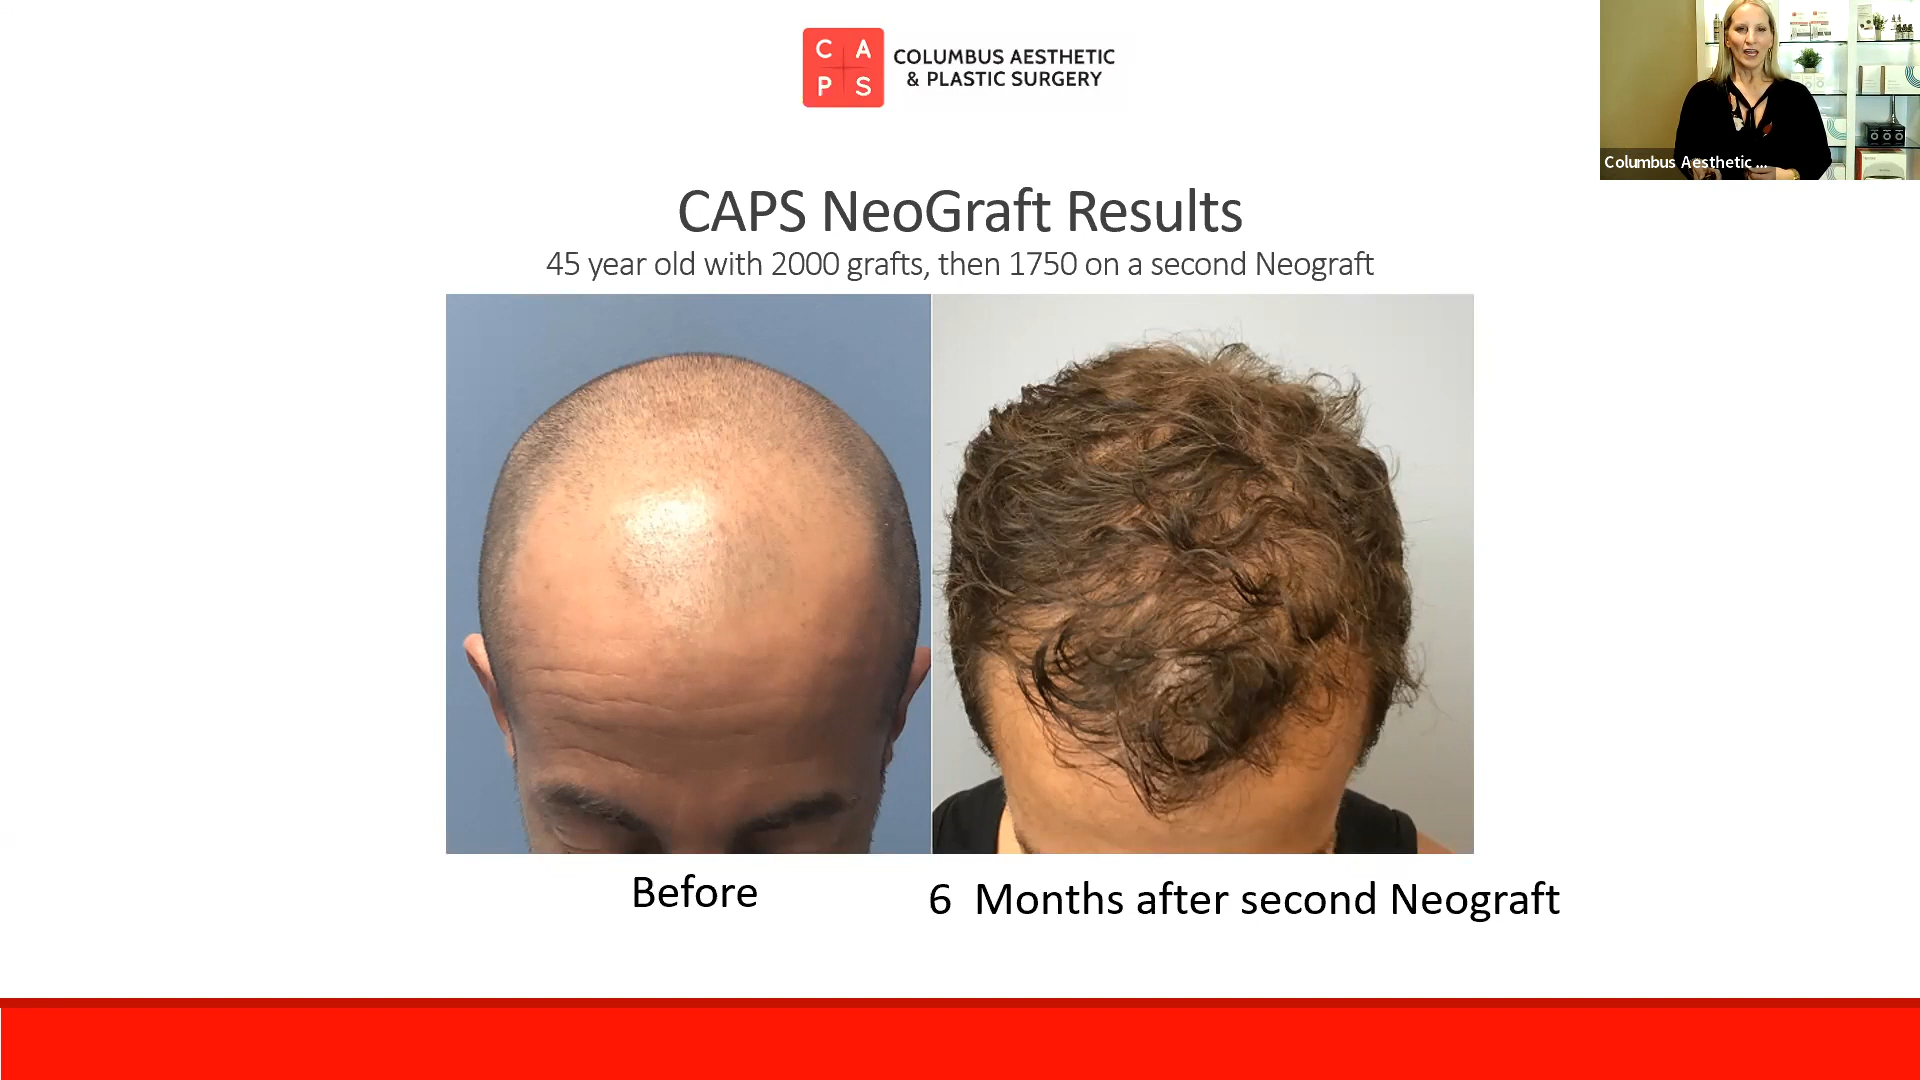 C A
P S
COLUMBUS AESTHETIC
& PLASTIC SURGERY
Columbus Aesthetic ...
CAPS NeoGraft Results
45 year old with 2000 grafts, then 1750 on a second Neograft
Before
6 Months after second Neograft